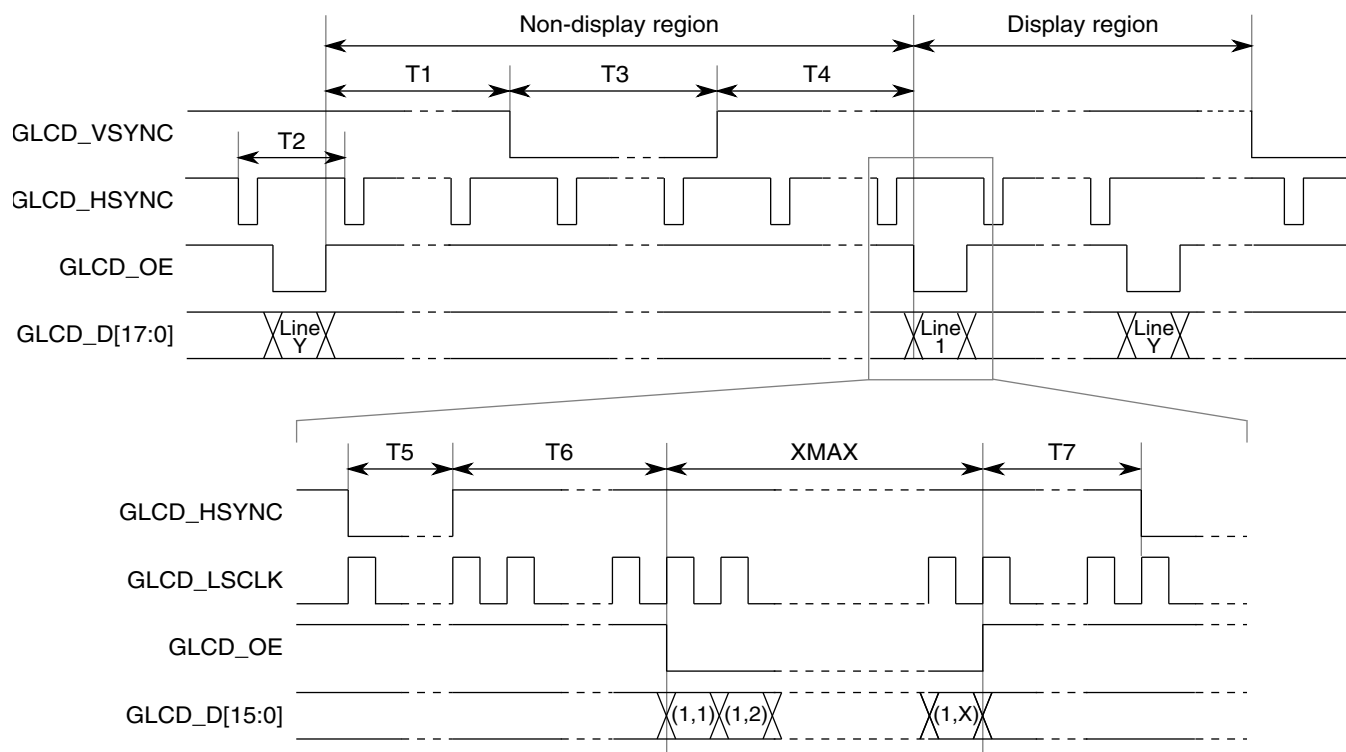 Non-display region
Display region
T1
T3
T4
GLCD_VSYNC
T2
GLCD_HSYNC
GLCD_OE
GLCD_D[17:0]
Line
Y
Line
1
Line
Y
T5
T6
XMAX
T7
GLCD_HSYNC
GLCD_LSCLK
GLCD_OE
GLCD_D[15:0]
(1,1)
(1,2)
(1,X)